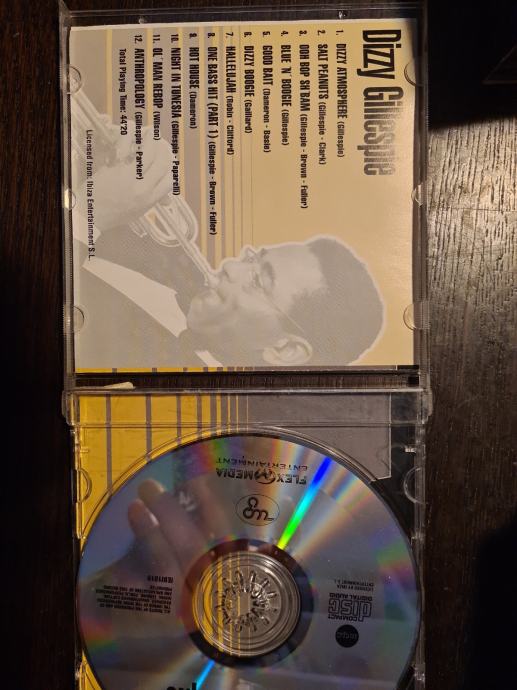 Dizzy Gillespie
1. DIZZY ATMOSPHERE (Gillespie)
2. SALT PEANUTS (Gillespie - Clark)
3. OOH BOP SH'BAM (Gillespie - Brown - Fuller)
4. BLUE 'N' BOOGIE (Gillespie)
5. GOOD BAIT (Dameron - Basie)
6. DIZZY BOOGIE (Gaillard)
7. HALLELUJAH (Robin - Clifford)
8. ONE BASS HIT (PART 1) (Gillespie - Brown - Fuller)
9. HOT HOUSE (Dameron)
10. NIGHT IN TUNESIA (Gillespie - Paparelli)
11. OL' MAN REBOP (Wilson)
12. ANTHROPOLOGY (Gillespie - Parker)
Total Playing Time: 44'20
Licensed from: Ibiza Entertainment S.L.
FLEX MEDIA
ENTERTAINMENT
COMPACT
disc
DIGITAL AUDIO